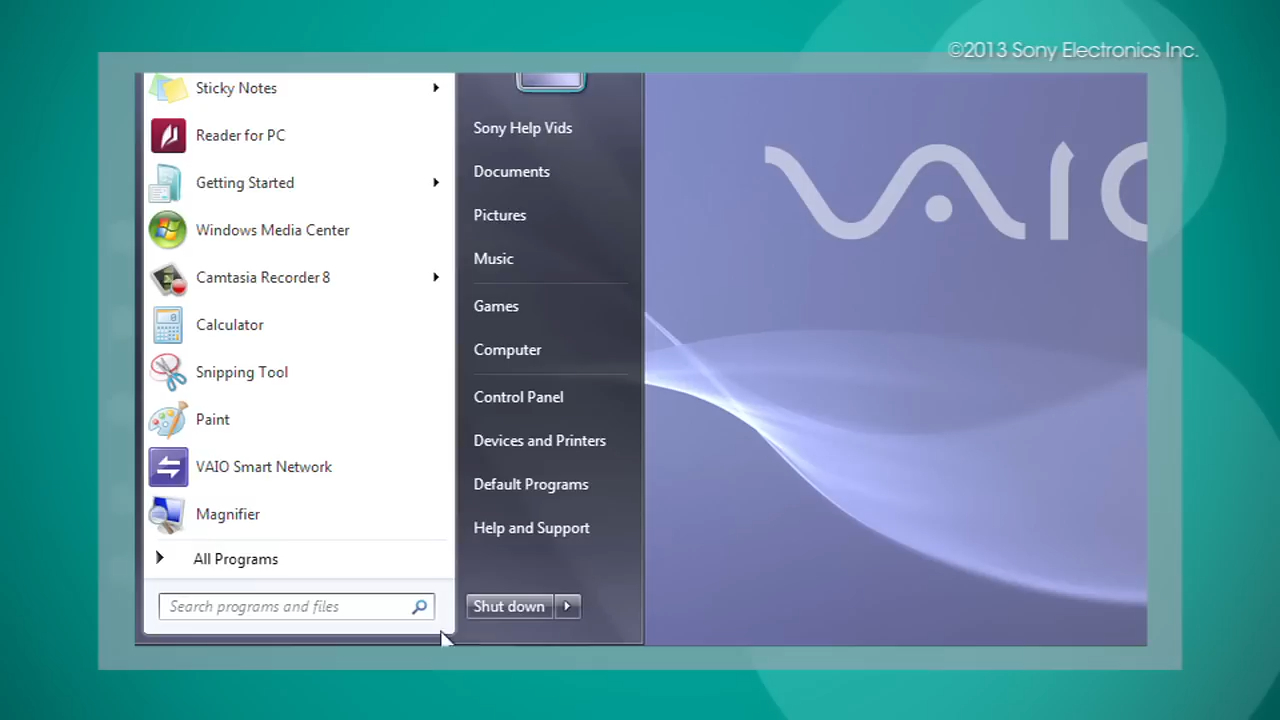 ©2013 Sony Electronics Inc.
Sticky Notes
Reader for PC
Getting Started
Windows Media Center
Camtasia Recorder 8
Calculator
Snipping Tool
Paint
VAIO Smart Network
Magnifier
All Programs
Search programs and files
Sony Help Vids
Documents
Pictures
Music
Games
Computer
Control Panel
Devices and Printers
Default Programs
Help and Support
Shut down
VAIO